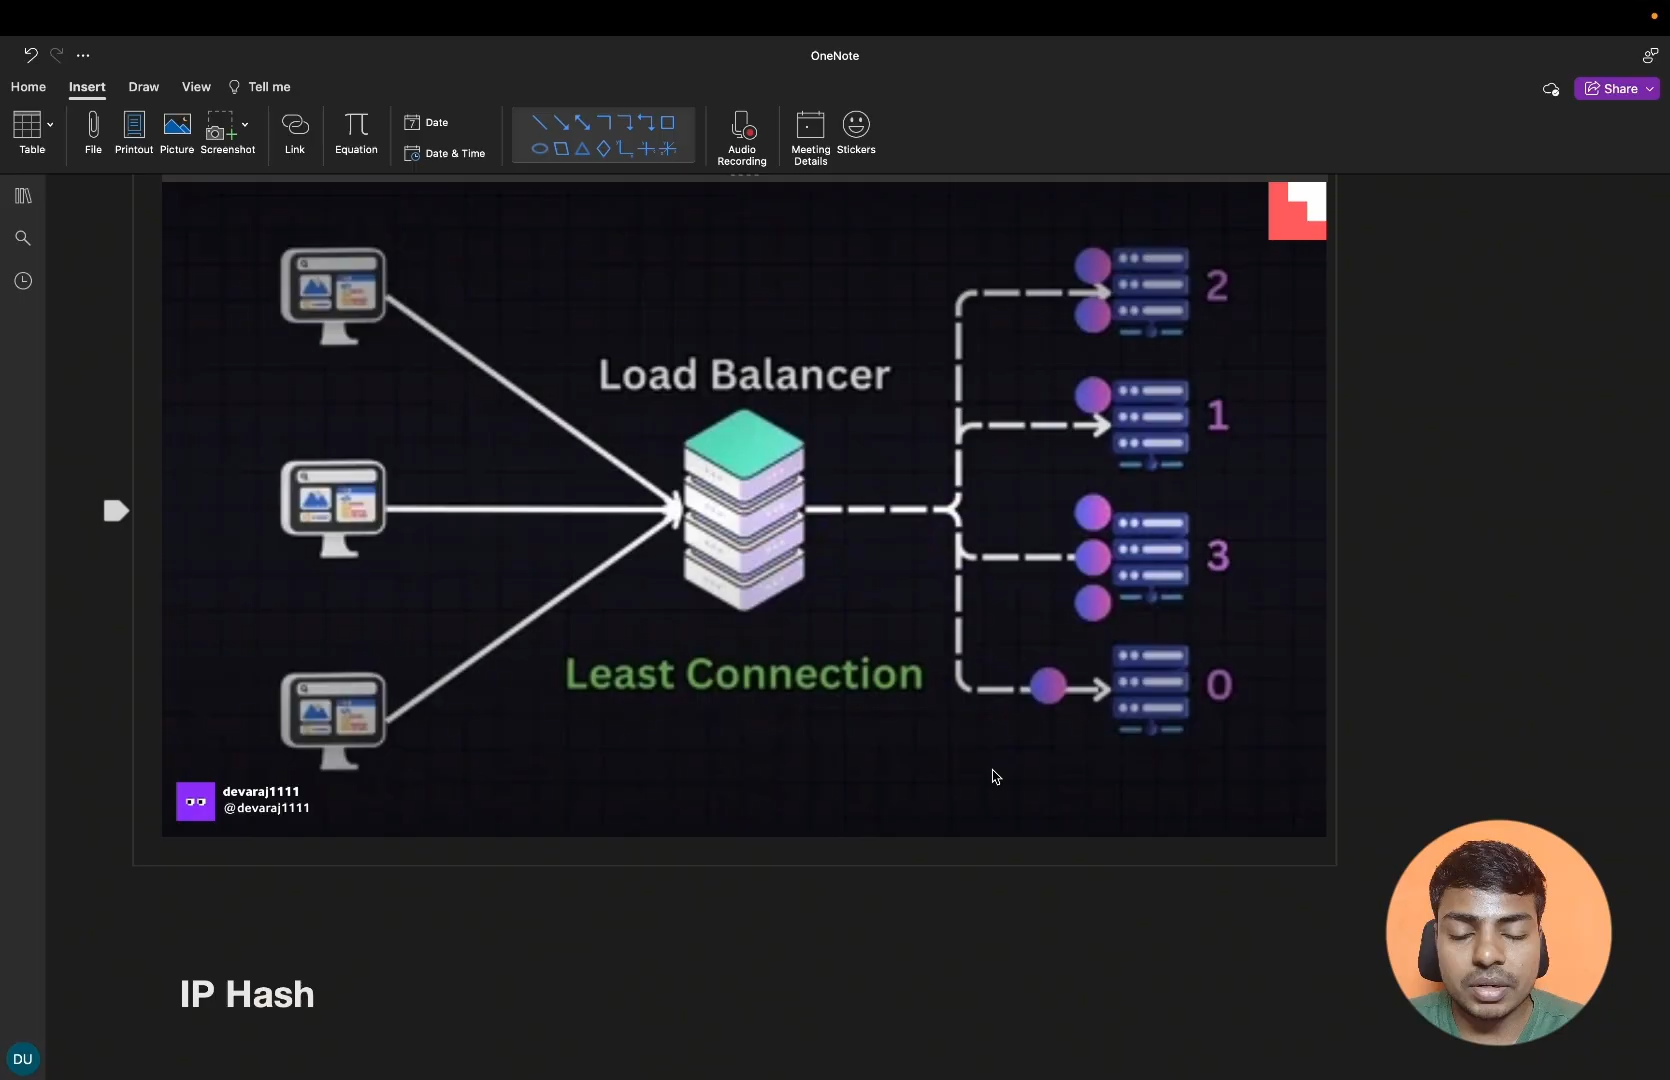 OneNote
Home Insert Draw View Tell me
Share
Table File Printout Picture Screenshot Link Equation
7 Date
Date & Time
Audio Recording
Meeting Details
Stickers
2
Load Balancer
1
3
Least Connection
0
devaraj1111
@devaraj1111
IP Hash
DU